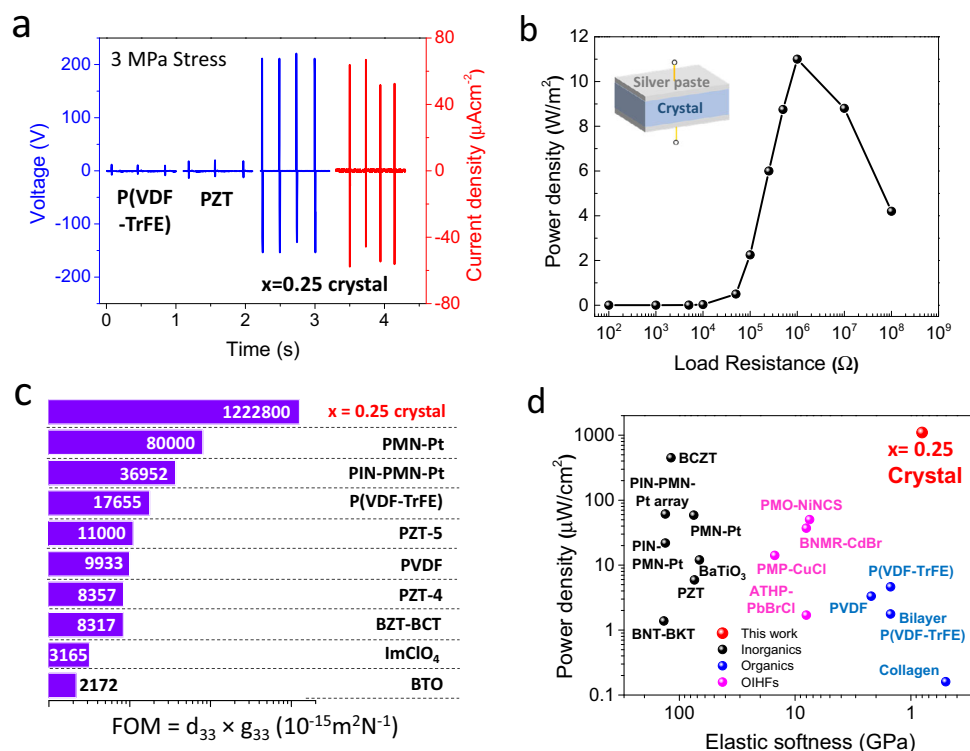 a
3 MPa Stress
200
100
0
-100
-200
Voltage (V)
P(VDF
-TrFE)
PZT
x=0.25 crystal
80
40
0
-40
-80
Current density (μAcm⁻²)
0 1 2 3 4
Time (s)
b
12
10
8
6
4
2
0
Power density (W/m²)
Silver paste
Crystal
10² 10³ 10⁴ 10⁵ 10⁶ 10⁷ 10⁸ 10⁹
Load Resistance (Ω)
c
1222800 x = 0.25 crystal
80000 PMN-Pt
36952 PIN-PMN-Pt
17655 P(VDF-TrFE)
11000 PZT-5
9933 PVDF
8357 PZT-4
8317 BZT-BCT
3165 ImClO₄
2172 BTO
FOM = d₃₃ × g₃₃ (10⁻¹⁵m²N⁻¹)
d
1000
100
10
1
0.1
Power density (μW/cm²)
x= 0.25
Crystal
BCZT
PIN-PMN-
Pt array
PMN-Pt
PIN-
PMN-Pt
BaTiO₃
PZT
BNT-BKT
PMO-NiNCS
BNMR-CdBr
PMP-CuCl
ATHP-
PbBrCl
P(VDF-TrFE)
PVDF
Bilayer
P(VDF-TrFE)
Collagen
This work
Inorganics
Organics
OIHFs
100 10 1
Elastic softness (GPa)